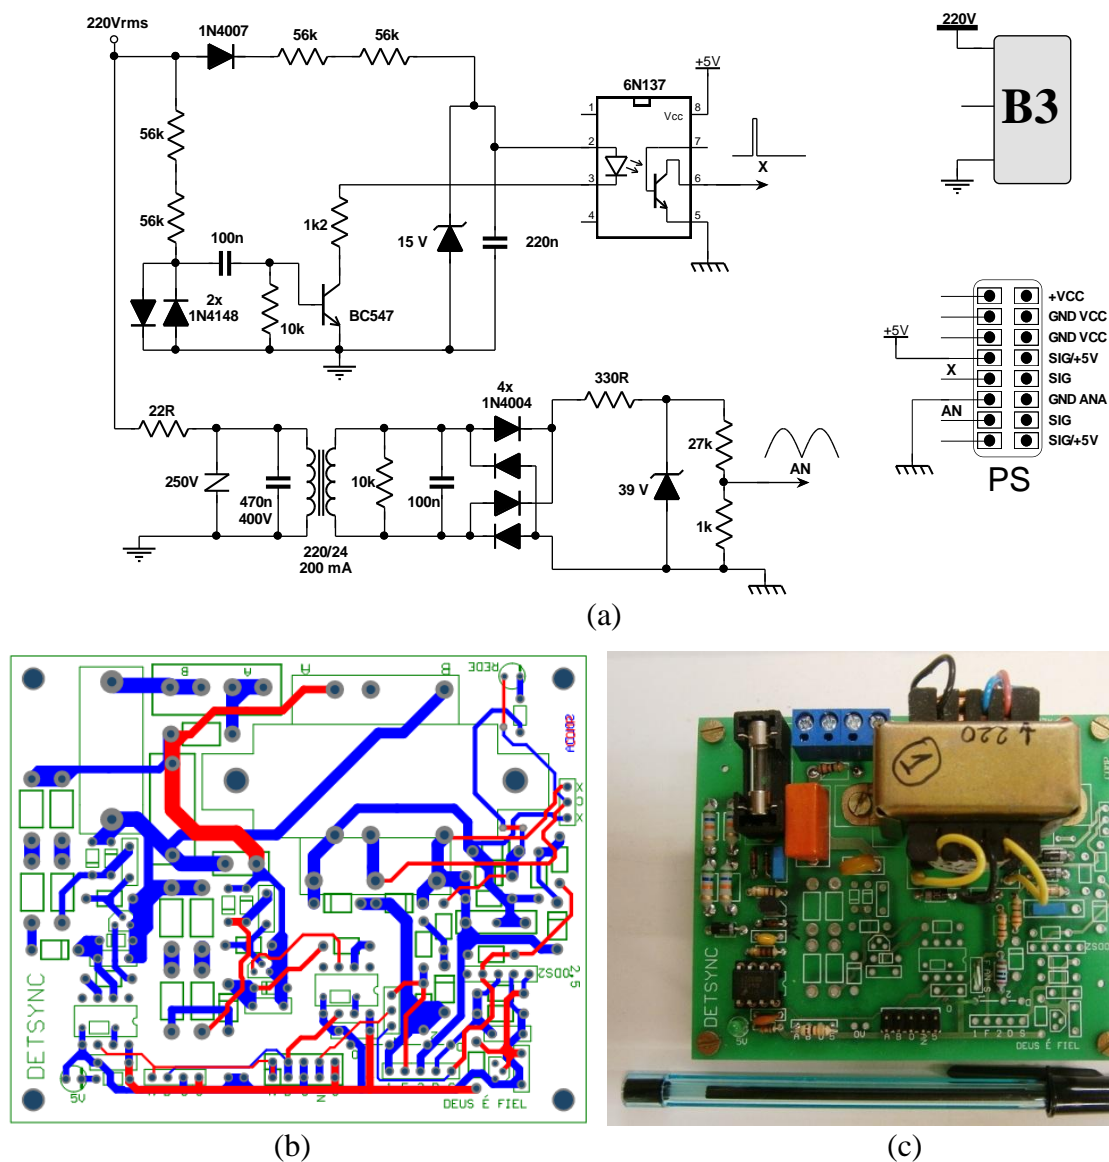 220Vrms
1N4007
56k
56k
+5V
220V
6N137
B3
1
8
Vcc
56k
2
7
X
3
6
56k
1k2
4
5
100n
15 V
220n
2x
1N4148
10k
BC547
+VCC
GND VCC
GND VCC
+5V
SIG/+5V
X
SIG
GND ANA
AN
SIG
SIG/+5V
PS
4x
1N4004
330R
22R
27k
AN
250V
470n
400V
10k
100n
39 V
1k
220/24
200 mA
(a)
B
A
A
B
REDE
X
O
X
DETSYNC
5V
DEUS É FIEL
220
1
DETSYNC
5V
DEUS É FIEL
(b)
(c)